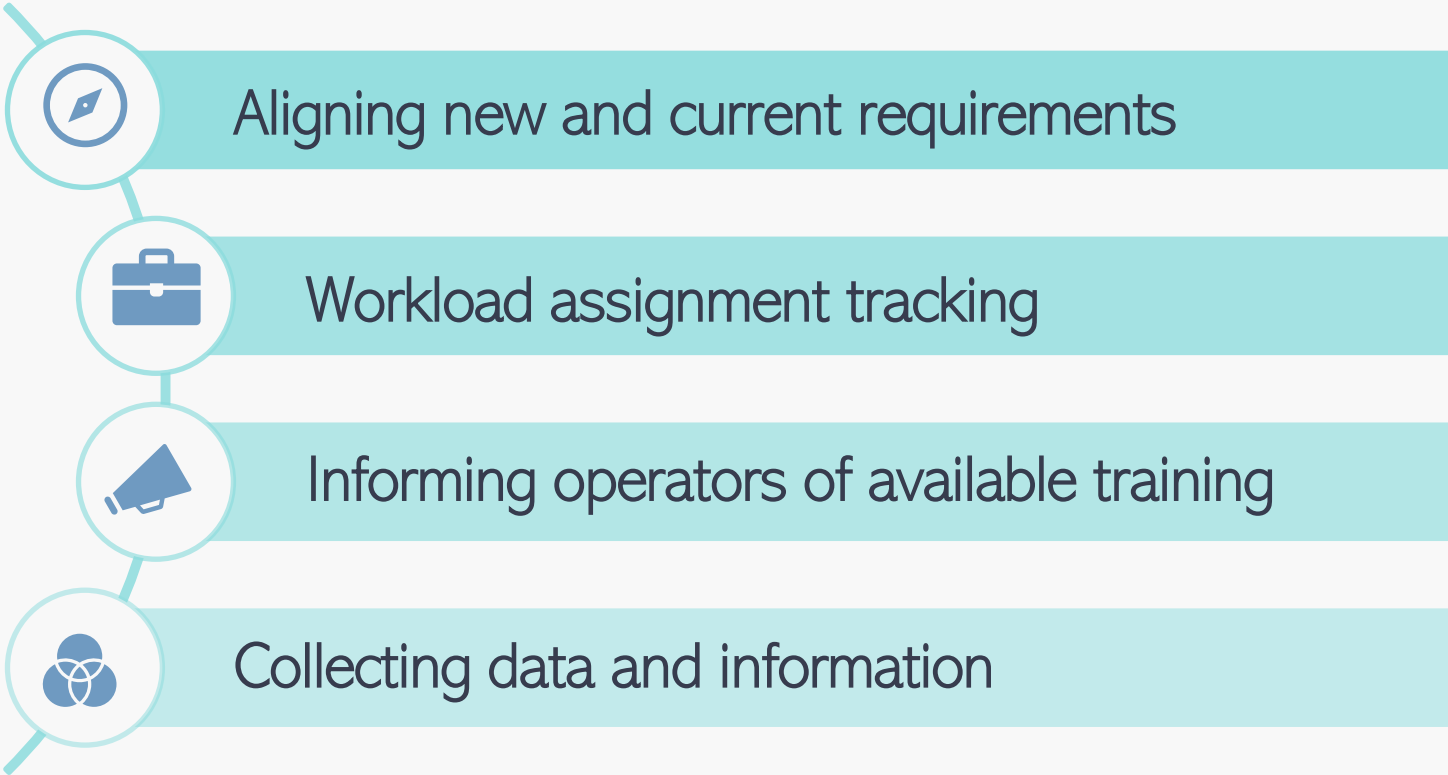 Aligning new and current requirements
Workload assignment tracking
Informing operators of available training
Collecting data and information